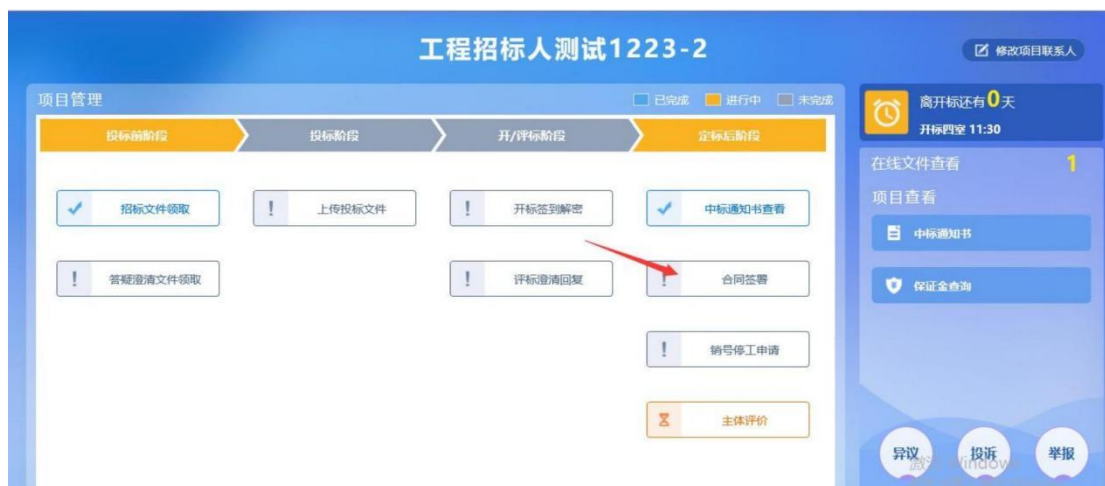 工程招标人测试1223-2
修改项目联系人
项目管理
已完成 进行中 未完成
投标前阶段 投标阶段 开/评标阶段 定标后阶段
招标文件领取 上传投标文件 开标签到解密 中标通知书查看
答疑澄清文件领取 评标澄清回复 合同签署
销号停工申请
主体评价
离开标还有0天
开标四室 11:30
在线文件查看 1
项目查看
中标通知书
保证金查询
异议 投诉 举报
激活 Windows